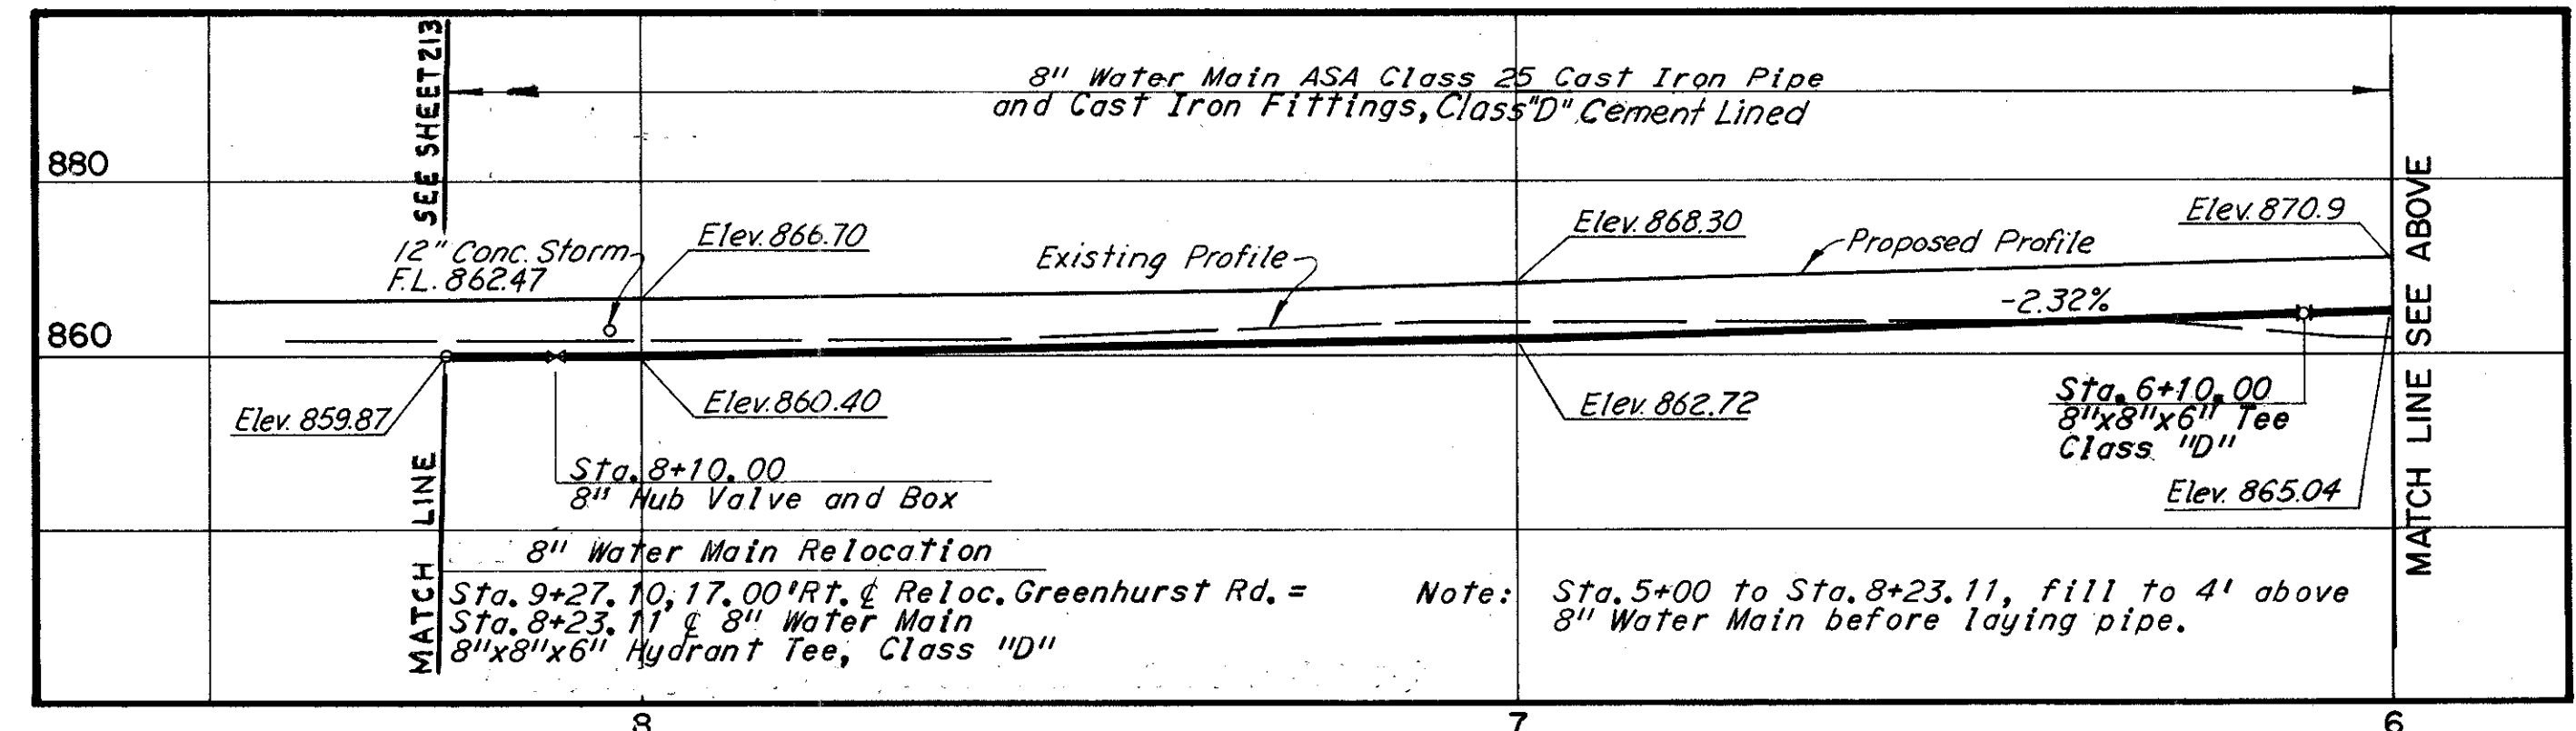 SEE SHEET 213
8" Water Main ASA Class 25 Cast Iron Pipe
and Cast Iron Fittings, Class "D" Cement Lined
880
Elev. 866.70
12" Conc. Storm
F.L. 862.47
Existing Profile
Elev. 868.30
Proposed Profile
Elev. 870.9
-2.32%
860
Elev. 859.87
Elev. 860.40
Elev. 862.72
Sta. 6+10.00
8"x8"x6" Tee
Class "D"
Elev. 865.04
Sta. 8+10.00
8" Hub Valve and Box
MATCH LINE
MATCH LINE SEE ABOVE
8" Water Main Relocation
Sta. 9+27.10, 17.00' Rt. ℄ Reloc. Greenhurst Rd. =
Sta. 8+23.11 ℄ 8" Water Main
8"x8"x6" Hydrant Tee, Class "D"
Note: Sta. 5+00 to Sta. 8+23.11, fill to 4' above
8" Water Main before laying pipe.
8
7
6